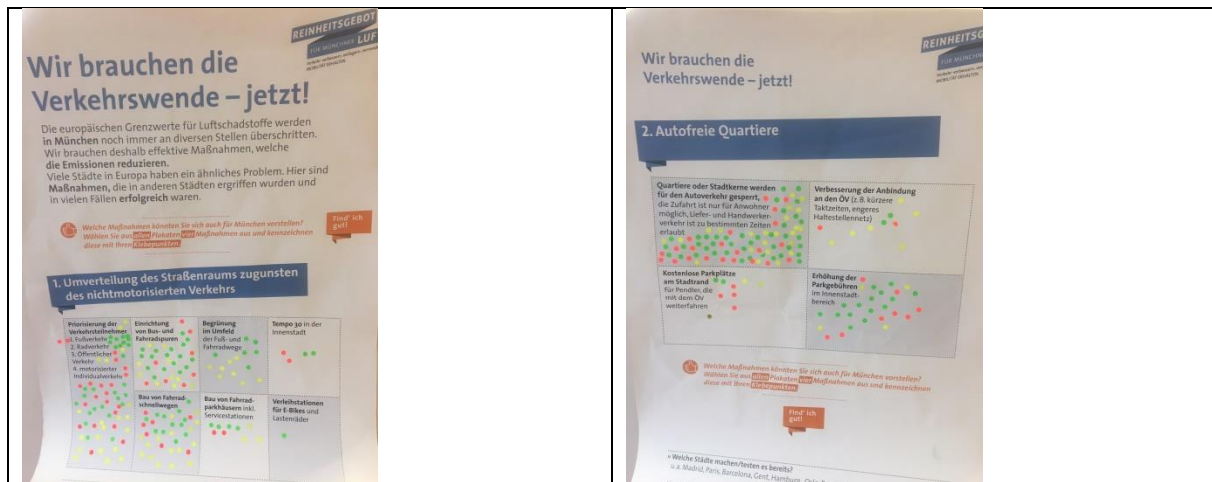 REINHEITSGEBOT
FÜR MÜNCHNER LUFT
MOBILITÄT ERHALTEN
Wir brauchen die
Verkehrswende – jetzt!
Die europäischen Grenzwerte für Luftschadstoffe werden
in München noch immer an diversen Stellen überschritten.
Wir brauchen deshalb effektive Maßnahmen, welche
die Emissionen reduzieren.
Viele Städte in Europa haben ein ähnliches Problem. Hier sind
Maßnahmen, die in anderen Städten ergriffen wurden und
in vielen Fällen erfolgreich waren.
Welche Maßnahmen könnten Sie sich auch für München vorstellen?
Wählen Sie aus allen Plakaten vier Maßnahmen aus und kennzeichnen
diese mit Ihren Klebepunkten.
Find' ich
gut!
1. Umverteilung des Straßenraums zugunsten
des nichtmotorisierten Verkehrs
Priorisierung der
Verkehrsteilnehmer
1. Fußverkehr
2. Radverkehr
3. Öffentlicher
Verkehr
4. motorisierter
Individualverkehr
Einrichtung
von Bus- und
Fahrradspuren
Begrünung
im Umfeld
der Fuß- und
Fahrradwege
Tempo 30 in der
Innenstadt
Bau von Fahrrad-
schnellwegen
Bau von Fahrrad-
parkhäusern inkl.
Servicestationen
Verleihstationen
für E-Bikes und
Lastenräder
REINHEITSG
FÜR MÜNCHN
MOBILITÄT ERHALTEN
Wir brauchen die
Verkehrswende – jetzt!
2. Autofreie Quartiere
Quartiere oder Stadtkerne werden
für den Autoverkehr gesperrt,
die Zufahrt ist nur für Anwohner
möglich, Liefer- und Handwerker-
verkehr ist zu bestimmten Zeiten
erlaubt
Verbesserung der Anbindung
an den ÖV (z.B. kürzere
Taktzeiten, engeres
Haltestellennetz)
Kostenlose Parkplätze
am Stadtrand
für Pendler, die
mit dem ÖV
weiterfahren
Erhöhung der
Parkgebühren
im Innenstadt-
bereich
Welche Maßnahmen könnten Sie sich auch für München vorstellen?
Wählen Sie aus allen Plakaten vier Maßnahmen aus und kennzeichnen
diese mit Ihren Klebepunkten.
Find' ich
gut!
» Welche Städte machen/testen es bereits?
u.a. Madrid, Paris, Barcelona, Gent, Hamburg, Oslo